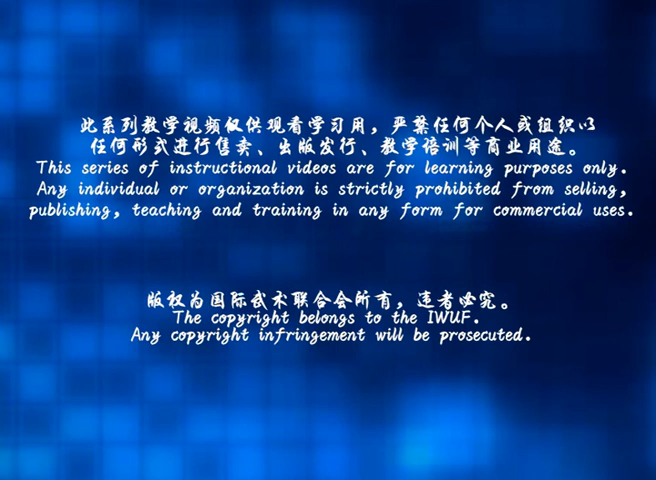 此系列教学视频仅供观看学习用，严禁任何个人或组织以
任何形式进行售卖、出版发行、教学培训等商业用途。
This series of instructional videos are for learning purposes only.
Any individual or organization is strictly prohibited from selling,
publishing, teaching and training in any form for commercial uses.
版权为国际武术联合会所有，违者必究。
The copyright belongs to the IWUF.
Any copyright infringement will be prosecuted.